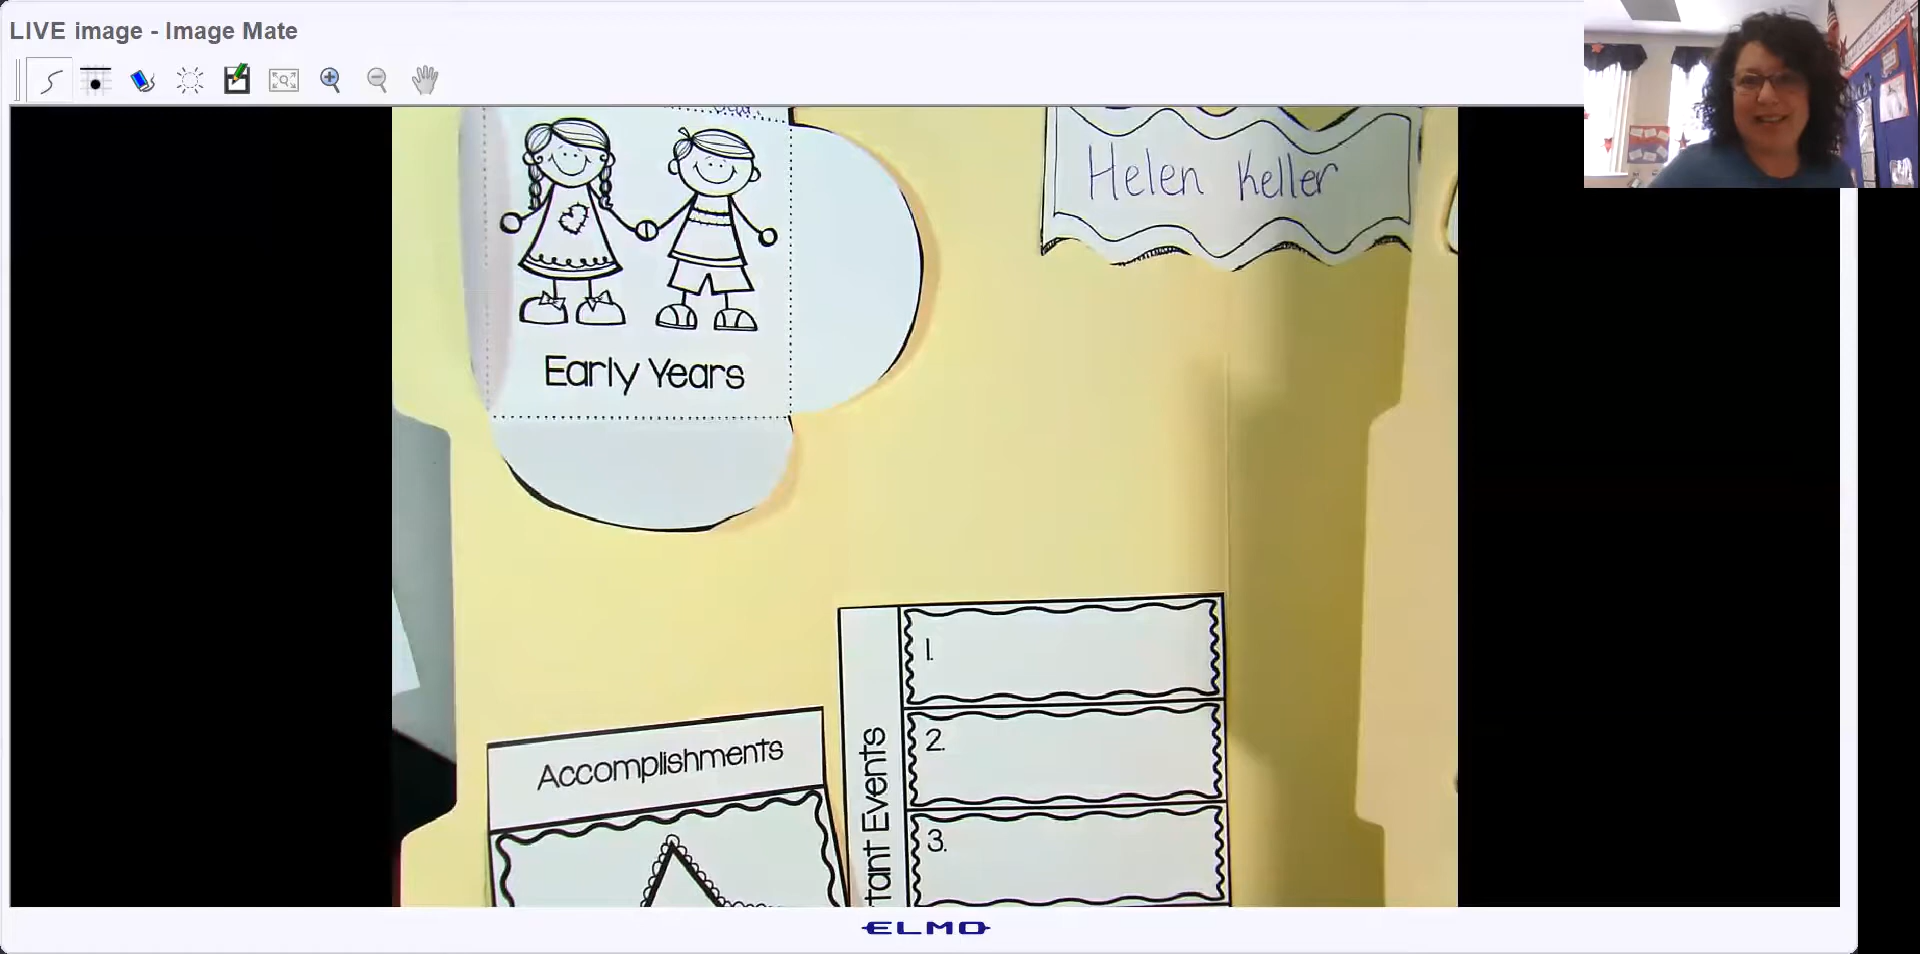 LIVE image - Image Mate
Helen Keller
Early Years
1.
2.
3.
Accomplishments
tant Events
ELMO